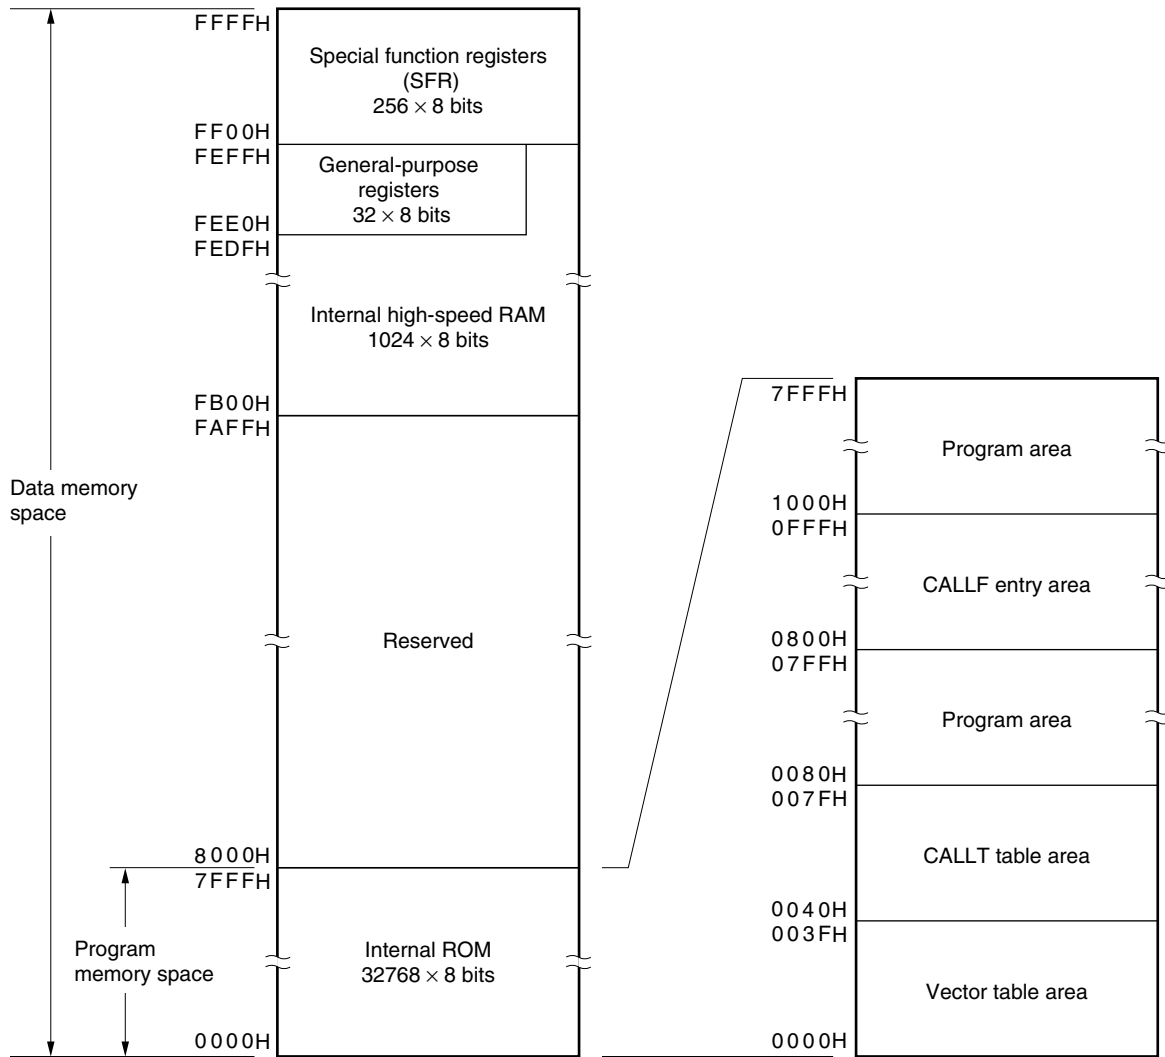 FFFFH
Special function registers
(SFR)
256 × 8 bits
FF00H
FEFFH
General-purpose
registers
32 × 8 bits
FEE0H
FEDFH
Internal high-speed RAM
1024 × 8 bits
FB00H
FAFFH
Data memory
space
Reserved
8000H
7FFFH
Program
memory space
Internal ROM
32768 × 8 bits
0000H
7FFFH
Program area
1000H
0FFFH
CALLF entry area
0800H
07FFH
Program area
0080H
007FH
CALLT table area
0040H
003FH
Vector table area
0000H